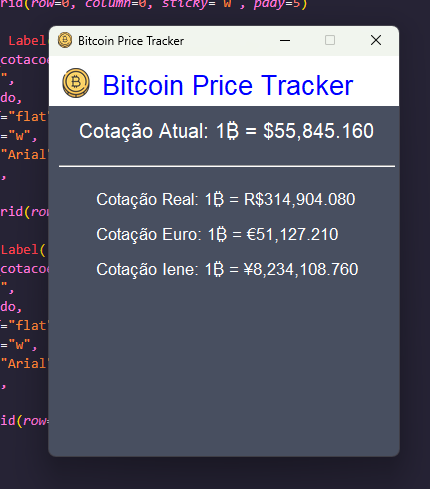 rid(row=0, column=0, sticky='w', pady=5)
Bitcoin Price Tracker
Bitcoin Price Tracker
Label(
cotacoe
",
do,
="flat"
="w",
"Arial"
,
Cotação Atual: 1₿ = $55,845.160
rid(row
Cotação Real: 1₿ = R$314,904.080
Cotação Euro: 1₿ = €51,127.210
Label(
cotacoe
Cotação Iene: 1₿ = ¥8,234,108.760
",
do,
="flat"
="w",
"Arial"
,
id(row=